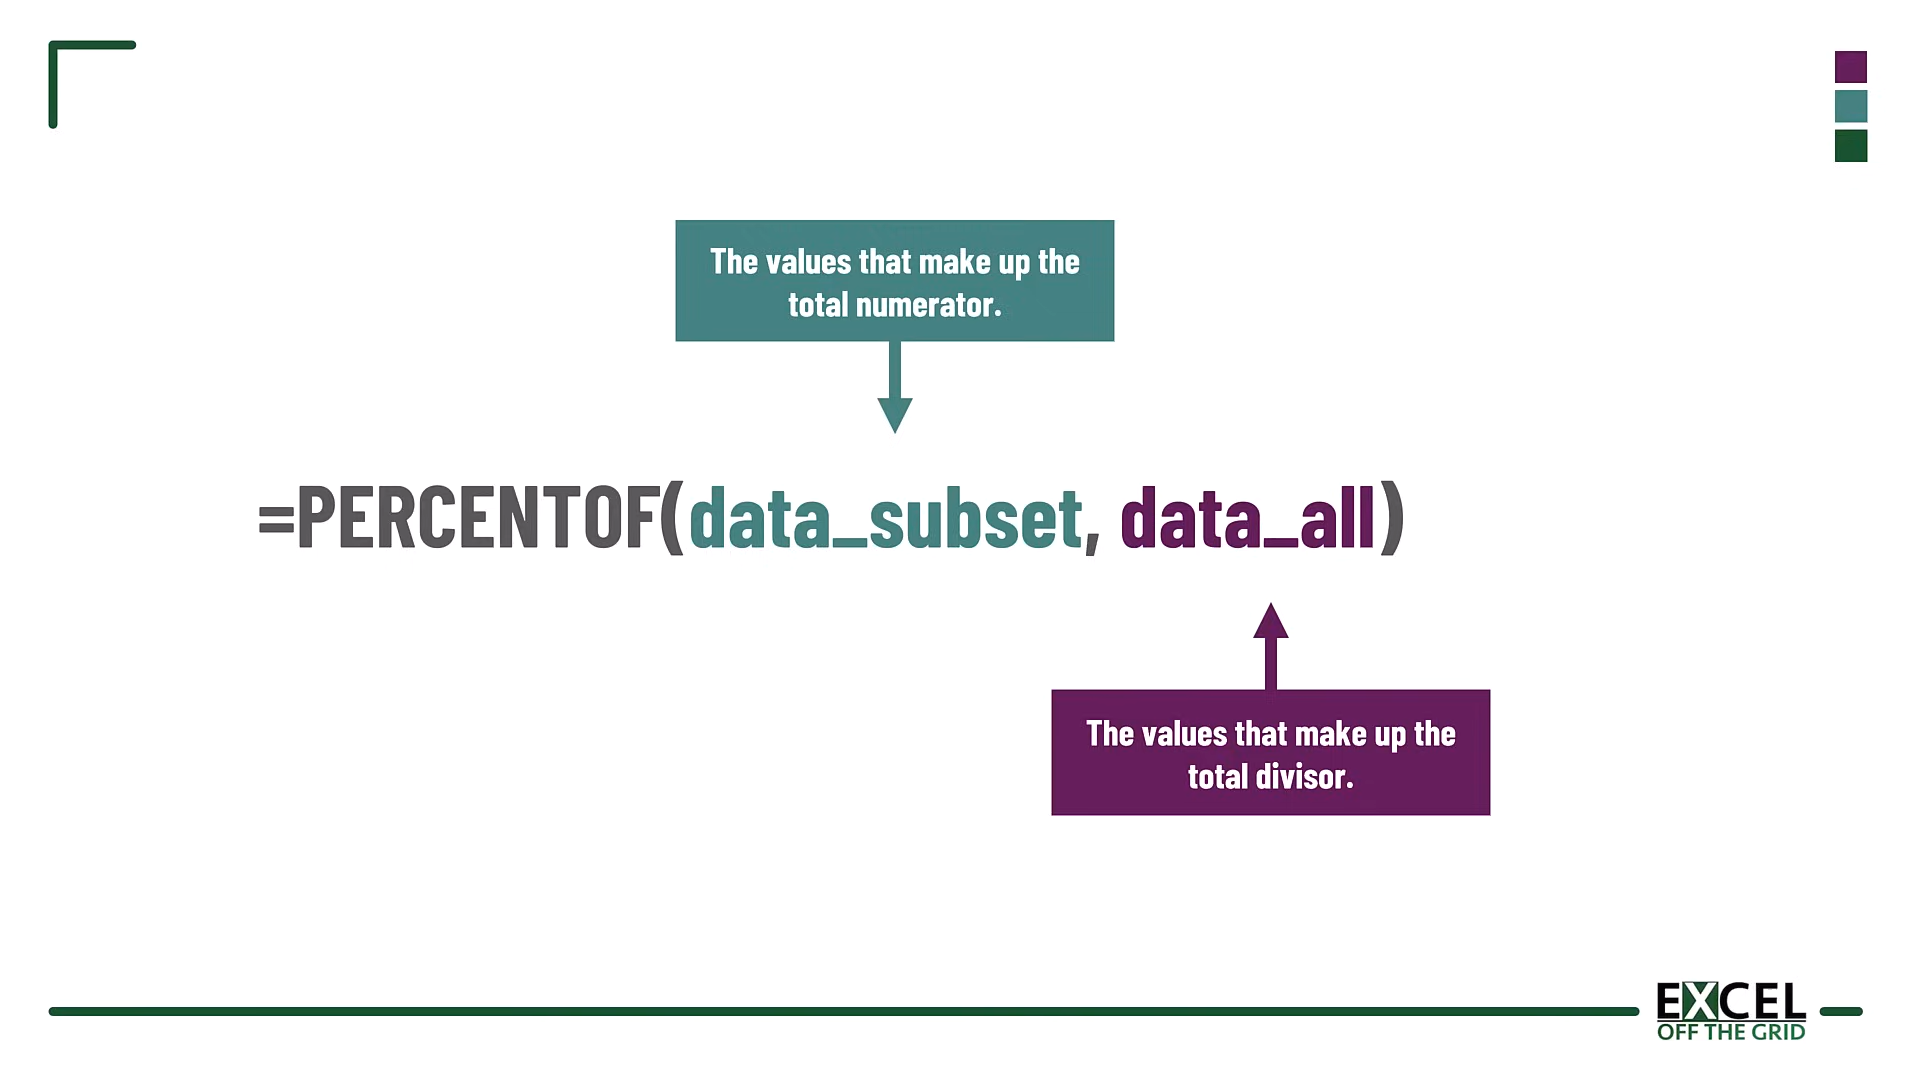 The values that make up the
total numerator.
=PERCENTOF(data_subset, data_all)
The values that make up the
total divisor.
EXCEL
OFF THE GRID